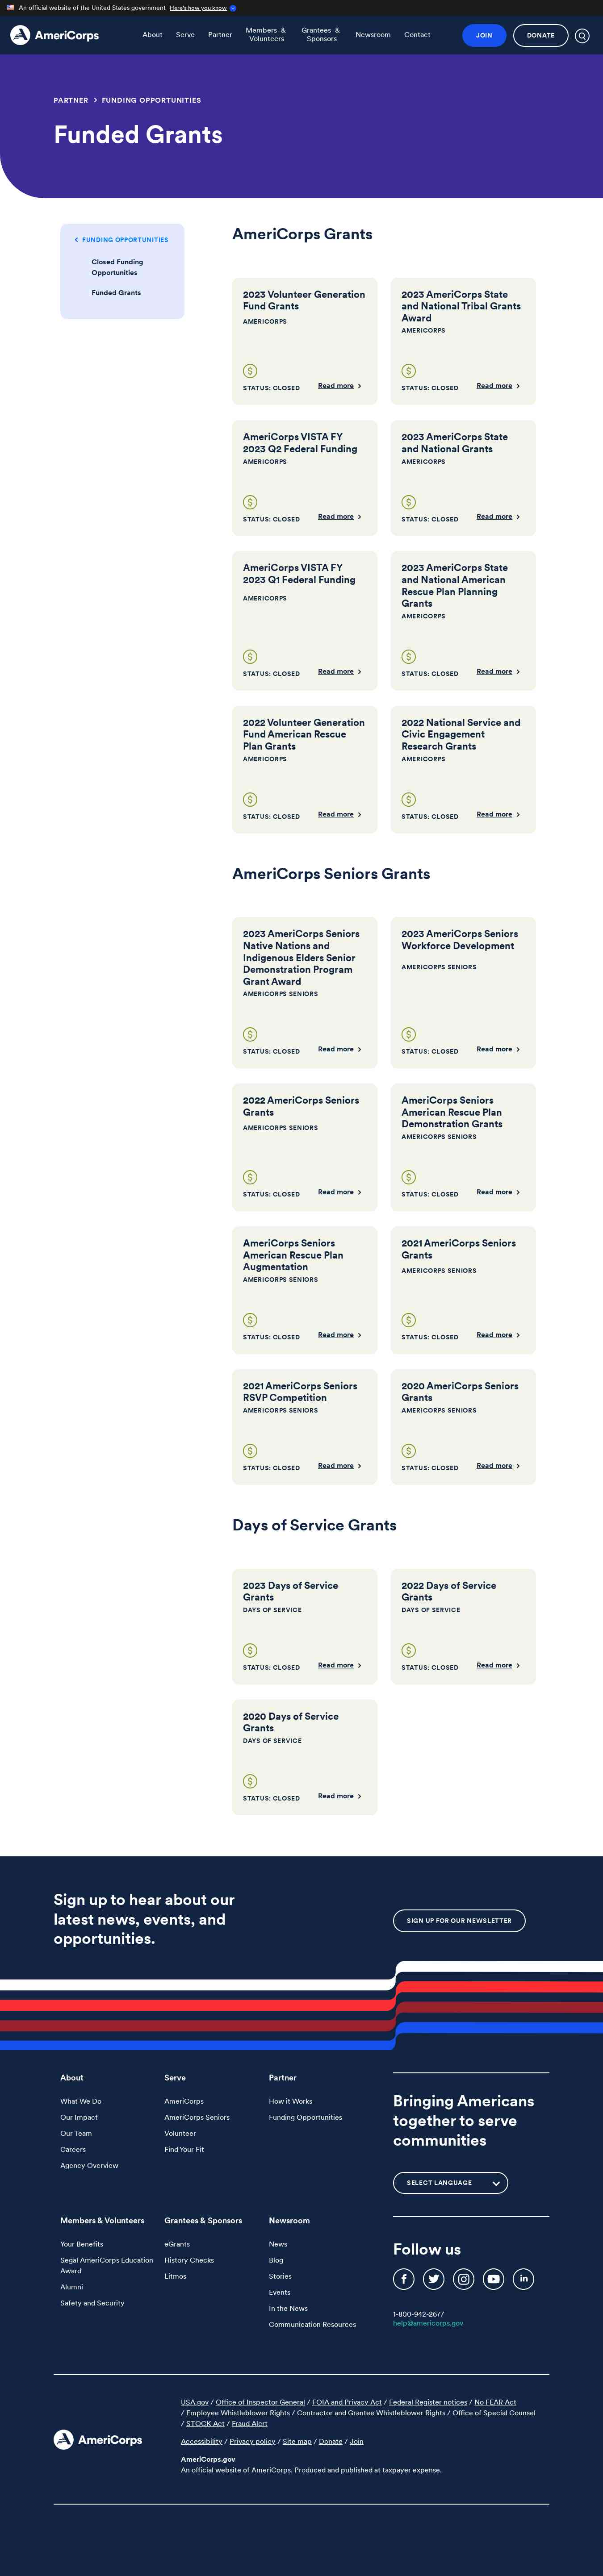 An official website of the United States government Here's how you know
AmeriCorps
About Serve Partner Members & Volunteers Grantees & Sponsors Newsroom Contact
JOIN
DONATE
PARTNER > FUNDING OPPORTUNITIES
Funded Grants
FUNDING OPPORTUNITIES
Closed Funding
Opportunities
Funded Grants
AmeriCorps Grants
2023 Volunteer Generation
Fund Grants
AMERICORPS
STATUS: CLOSED
Read more
2023 AmeriCorps State
and National Tribal Grants
Award
AMERICORPS
STATUS: CLOSED
Read more
AmeriCorps VISTA FY
2023 Q2 Federal Funding
AMERICORPS
STATUS: CLOSED
Read more
2023 AmeriCorps State
and National Grants
AMERICORPS
STATUS: CLOSED
Read more
AmeriCorps VISTA FY
2023 Q1 Federal Funding
AMERICORPS
STATUS: CLOSED
Read more
2023 AmeriCorps State
and National American
Rescue Plan Planning
Grants
AMERICORPS
STATUS: CLOSED
Read more
2022 Volunteer Generation
Fund American Rescue
Plan Grants
AMERICORPS
STATUS: CLOSED
Read more
2022 National Service and
Civic Engagement
Research Grants
AMERICORPS
STATUS: CLOSED
Read more
AmeriCorps Seniors Grants
2023 AmeriCorps Seniors
Native Nations and
Indigenous Elders Senior
Demonstration Program
Grant Award
AMERICORPS SENIORS
STATUS: CLOSED
Read more
2023 AmeriCorps Seniors
Workforce Development
AMERICORPS SENIORS
STATUS: CLOSED
Read more
2022 AmeriCorps Seniors
Grants
AMERICORPS SENIORS
STATUS: CLOSED
Read more
AmeriCorps Seniors
American Rescue Plan
Demonstration Grants
AMERICORPS SENIORS
STATUS: CLOSED
Read more
AmeriCorps Seniors
American Rescue Plan
Augmentation
AMERICORPS SENIORS
STATUS: CLOSED
Read more
2021 AmeriCorps Seniors
Grants
AMERICORPS SENIORS
STATUS: CLOSED
Read more
2021 AmeriCorps Seniors
RSVP Competition
AMERICORPS SENIORS
STATUS: CLOSED
Read more
2020 AmeriCorps Seniors
Grants
AMERICORPS SENIORS
STATUS: CLOSED
Read more
Days of Service Grants
2023 Days of Service
Grants
DAYS OF SERVICE
STATUS: CLOSED
Read more
2022 Days of Service
Grants
DAYS OF SERVICE
STATUS: CLOSED
Read more
2020 Days of Service
Grants
DAYS OF SERVICE
STATUS: CLOSED
Read more
Sign up to hear about our
latest news, events, and
opportunities.
SIGN UP FOR OUR NEWSLETTER
About
What We Do
Our Impact
Our Team
Careers
Agency Overview
Serve
AmeriCorps
AmeriCorps Seniors
Volunteer
Find Your Fit
Partner
How it Works
Funding Opportunities
Bringing Americans
together to serve
communities
SELECT LANGUAGE
Members & Volunteers
Your Benefits
Segal AmeriCorps Education
Award
Alumni
Safety and Security
Grantees & Sponsors
eGrants
History Checks
Litmos
Newsroom
News
Blog
Stories
Events
In the News
Communication Resources
Follow us
1-800-942-2677
help@americorps.gov
AmeriCorps
USA.gov / Office of Inspector General / FOIA and Privacy Act / Federal Register notices / No FEAR Act
/ Employee Whistleblower Rights / Contractor and Grantee Whistleblower Rights / Office of Special Counsel
/ STOCK Act / Fraud Alert
Accessibility / Privacy policy / Site map / Donate / Join
AmeriCorps.gov
An official website of AmeriCorps. Produced and published at taxpayer expense.